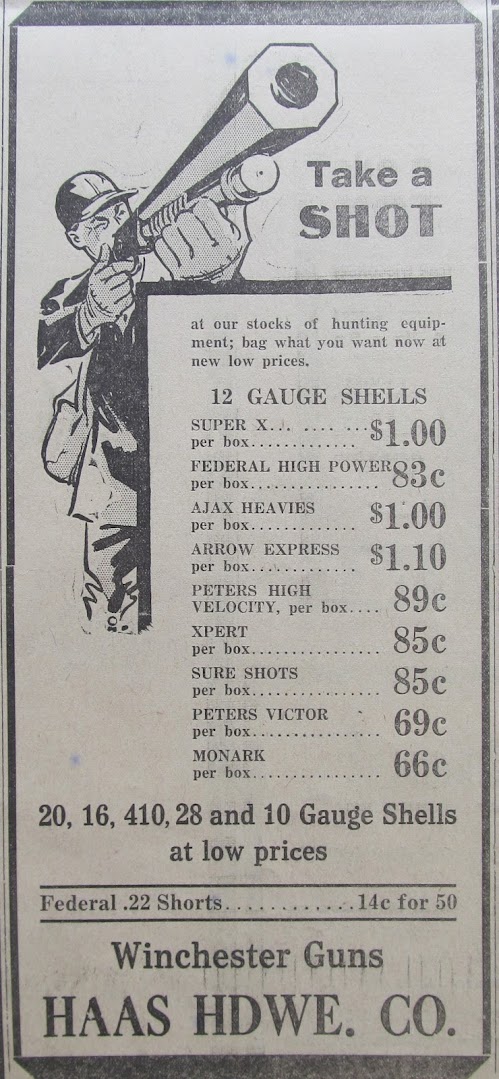 Take a
SHOT
at our stocks of hunting equip-
ment; bag what you want now at
new low prices.
12 GAUGE SHELLS
SUPER X.. . .... ...$1.00
per box............
FEDERAL HIGH POWER 83c
per box...............
AJAX HEAVIES $1.00
per box............
ARROW EXPRESS $1.10
per box............
PETERS HIGH 89c
VELOCITY, per box....
XPERT 85c
per box...............
SURE SHOTS 85c
per box...............
PETERS VICTOR 69c
per box...............
MONARK 66c
per box...............
20, 16, 410, 28 and 10 Gauge Shells
at low prices
Federal .22 Shorts............14c for 50
Winchester Guns
HAAS HDWE. CO.